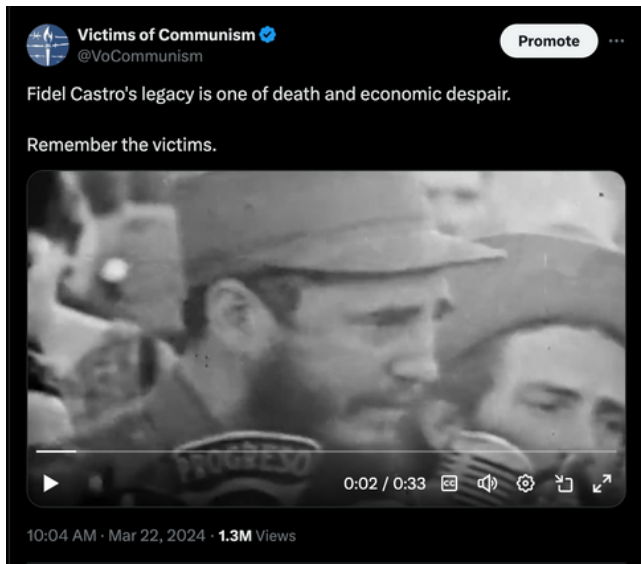 Victims of Communism
@VoCommunism
Promote
Fidel Castro's legacy is one of death and economic despair.
Remember the victims.
PROGRESO
0:02 / 0:33
CC
10:04 AM · Mar 22, 2024 · 1.3M Views